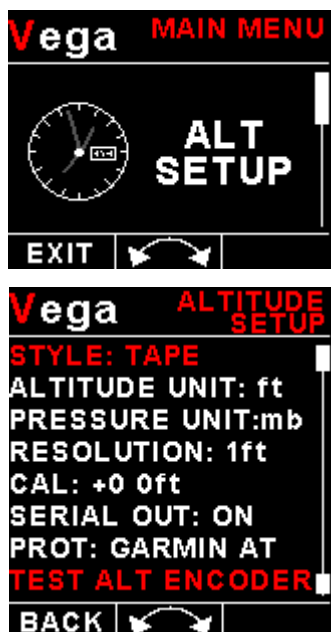 Vega MAIN MENU
ALT
SETUP
EXIT
Vega ALTITUDE
SETUP
STYLE: TAPE
ALTITUDE UNIT: ft
PRESSURE UNIT:mb
RESOLUTION: 1ft
CAL: +0 0ft
SERIAL OUT: ON
PROT: GARMIN AT
TEST ALT ENCODER
BACK